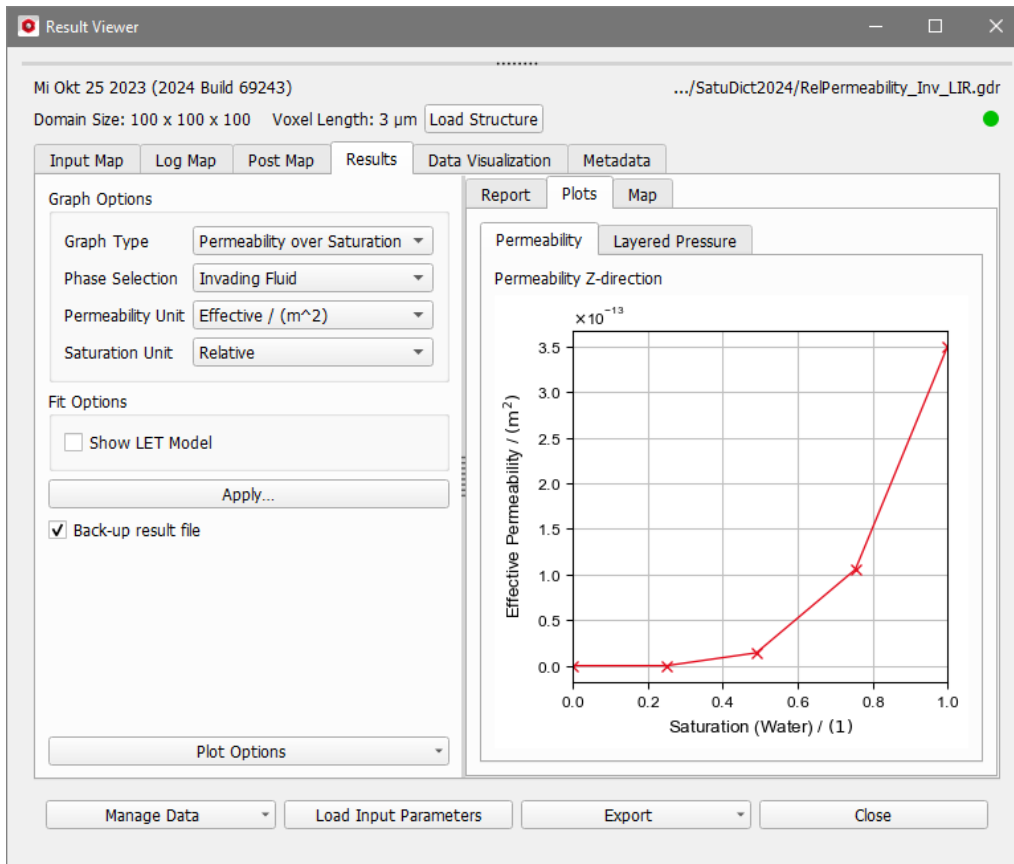 Result Viewer
Mi Okt 25 2023 (2024 Build 69243)
.../SatuDict2024/RelPermeability_Inv_LIR.gdr
Domain Size: 100 x 100 x 100 Voxel Length: 3 µm Load Structure
Input Map Log Map Post Map Results Data Visualization Metadata
Graph Options
Graph Type Permeability over Saturation
Phase Selection Invading Fluid
Permeability Unit Effective / (m^2)
Saturation Unit Relative
Fit Options
Show LET Model
Apply...
Back-up result file
Plot Options
Report Plots Map
Permeability Layered Pressure
Permeability Z-direction
×10⁻¹³
3.5
3.0
2.5
2.0
1.5
1.0
0.5
0.0
Effective Permeability / (m²)
0.0 0.2 0.4 0.6 0.8 1.0
Saturation (Water) / (1)
Manage Data Load Input Parameters Export Close